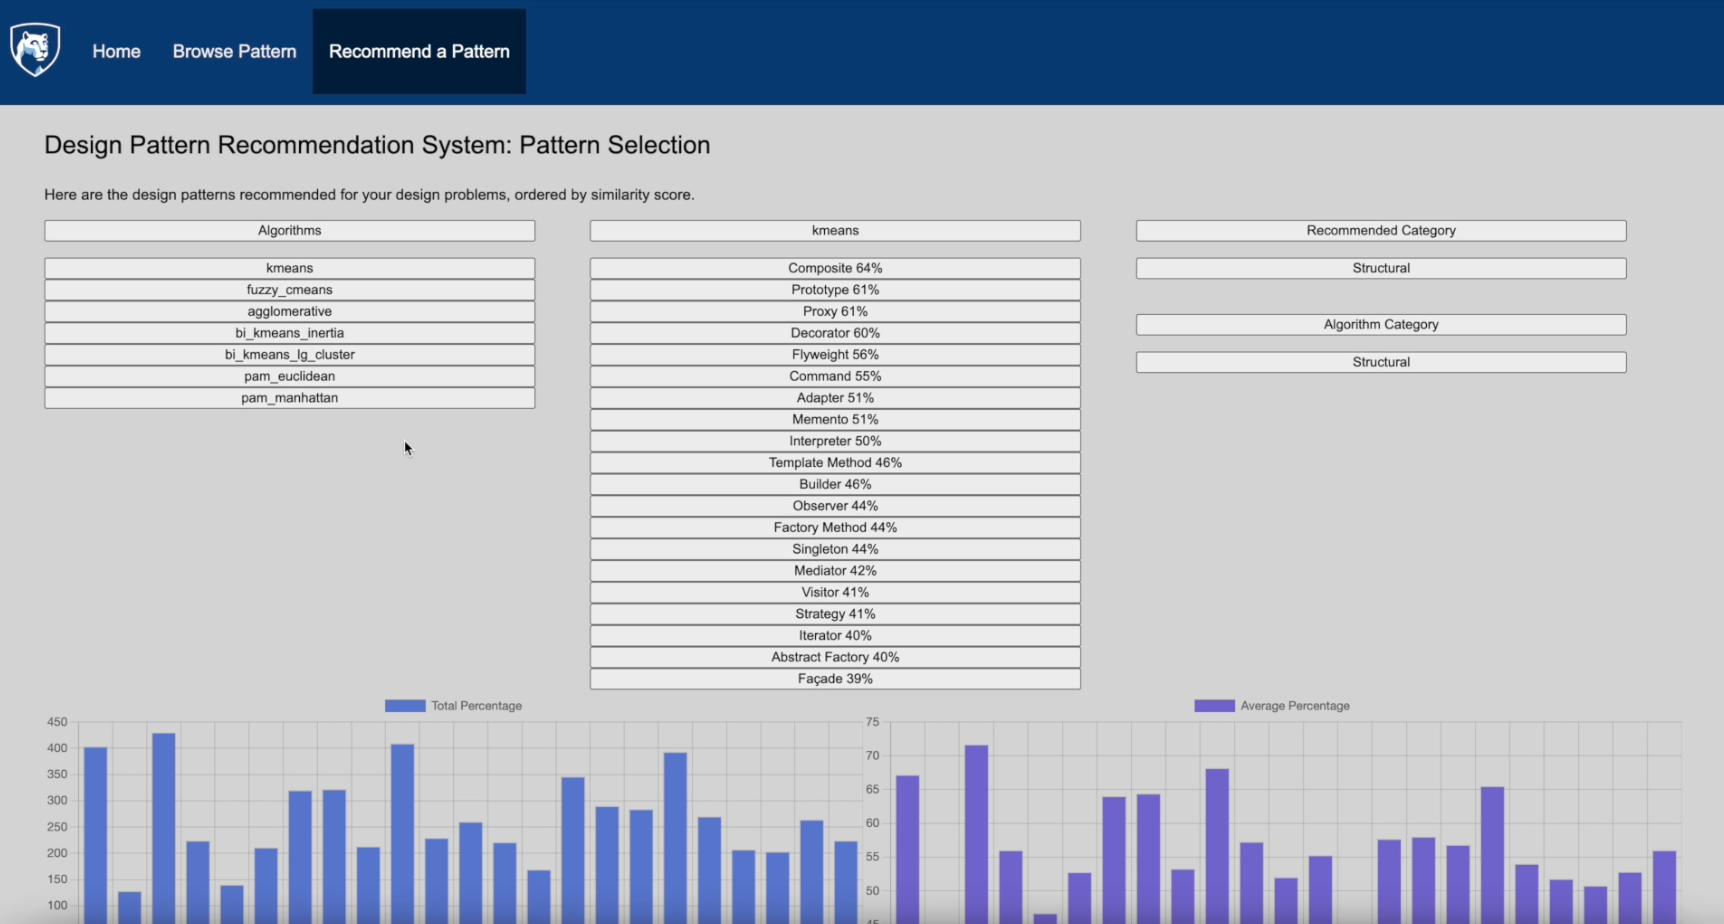 Home
Browse Pattern
Recommend a Pattern
Design Pattern Recommendation System: Pattern Selection
Here are the design patterns recommended for your design problems, ordered by similarity score.
Algorithms
kmeans
fuzzy_cmeans
agglomerative
bi_kmeans_inertia
bi_kmeans_lg_cluster
pam_euclidean
pam_manhattan
kmeans
Composite 64%
Prototype 61%
Proxy 61%
Decorator 60%
Flyweight 56%
Command 55%
Adapter 51%
Memento 51%
Interpreter 50%
Template Method 46%
Builder 46%
Observer 44%
Factory Method 44%
Singleton 44%
Mediator 42%
Visitor 41%
Strategy 41%
Iterator 40%
Abstract Factory 40%
Façade 39%
Recommended Category
Structural
Algorithm Category
Structural
Total Percentage
450
400
350
300
250
200
150
100
Average Percentage
75
70
65
60
55
50
45